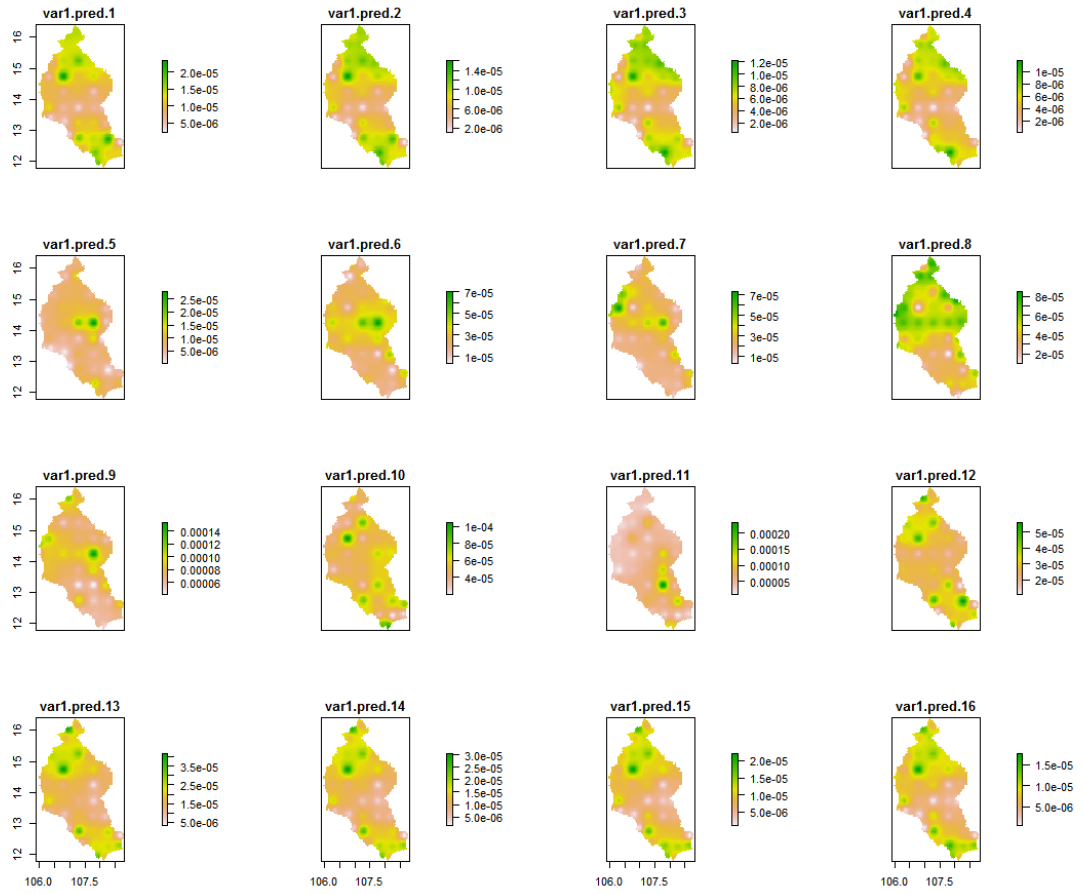 var1.pred.1
var1.pred.2
var1.pred.3
var1.pred.4
16
15
14
13
12
2.0e-05
1.5e-05
1.0e-05
5.0e-06
1.4e-05
1.0e-05
6.0e-06
2.0e-06
1.2e-05
1.0e-05
8.0e-06
6.0e-06
4.0e-06
2.0e-06
1e-05
8e-06
6e-06
4e-06
2e-06
var1.pred.5
var1.pred.6
var1.pred.7
var1.pred.8
16
15
14
13
12
2.5e-05
2.0e-05
1.5e-05
1.0e-05
5.0e-06
7e-05
5e-05
3e-05
1e-05
7e-05
5e-05
3e-05
1e-05
8e-05
6e-05
4e-05
2e-05
var1.pred.9
var1.pred.10
var1.pred.11
var1.pred.12
16
15
14
13
12
0.00014
0.00012
0.00010
0.00008
0.00006
1e-04
8e-05
6e-05
4e-05
0.00020
0.00015
0.00010
0.00005
5e-05
4e-05
3e-05
2e-05
var1.pred.13
var1.pred.14
var1.pred.15
var1.pred.16
16
15
14
13
12
3.5e-05
2.5e-05
1.5e-05
5.0e-06
3.0e-05
2.5e-05
2.0e-05
1.5e-05
1.0e-05
5.0e-06
2.0e-05
1.5e-05
1.0e-05
5.0e-06
1.5e-05
1.0e-05
5.0e-06
106.0 107.5
106.0 107.5
106.0 107.5
106.0 107.5